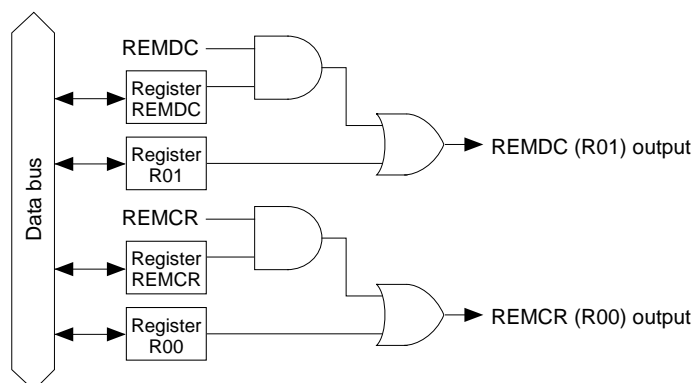 Data bus
REMDC
Register
REMDC
Register
R01
REMDC (R01) output
REMCR
Register
REMCR
Register
R00
REMCR (R00) output